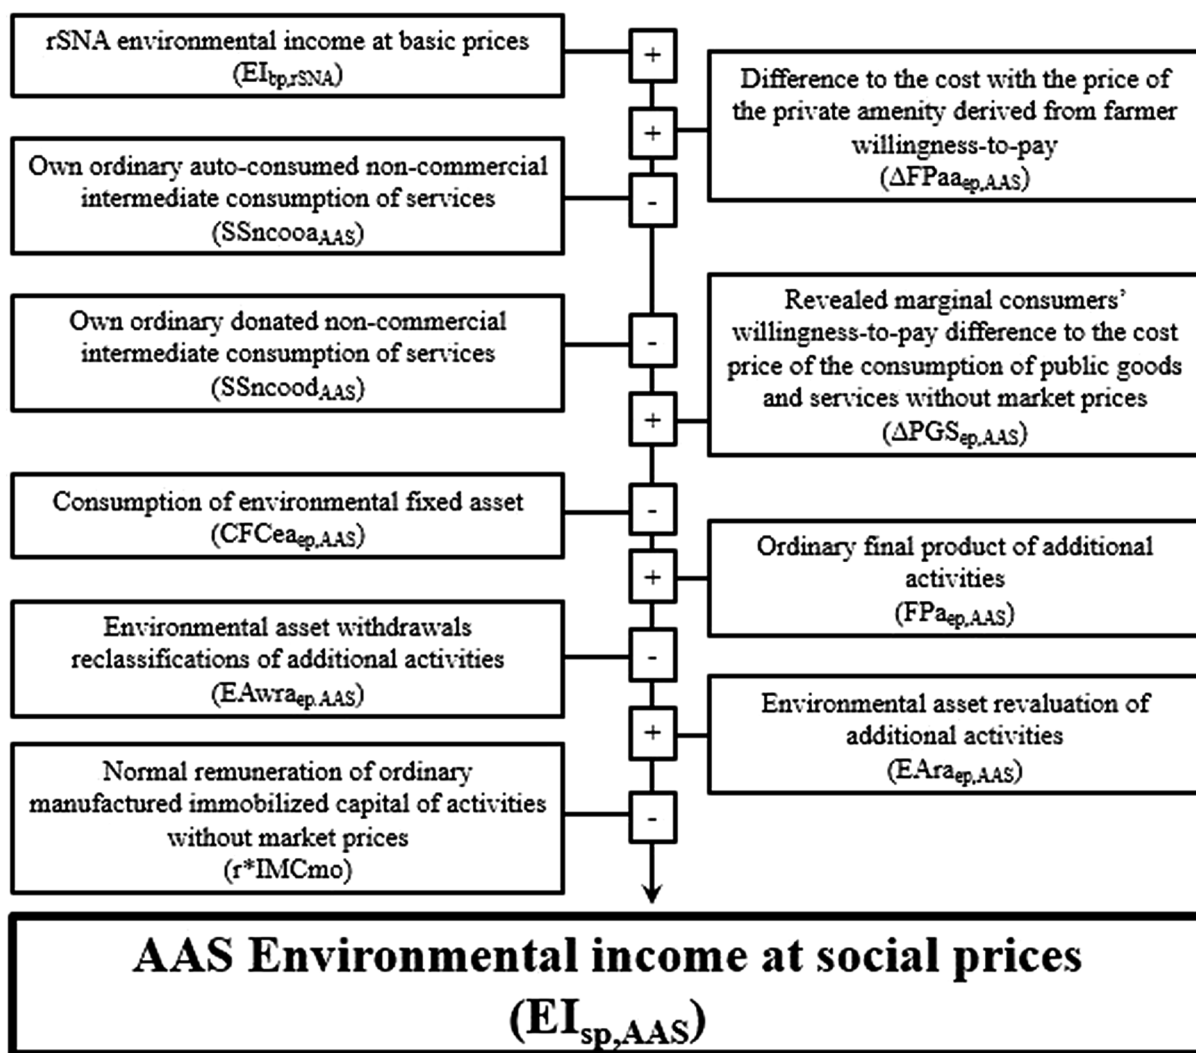 rSNA environmental income at basic prices
(EIbp,rSNA)
+
+
Difference to the cost with the price of
the private amenity derived from farmer
willingness-to-pay
(ΔFPaaep,AAS)
Own ordinary auto-consumed non-commercial
intermediate consumption of services
(SSncooaAAS)
-
Own ordinary donated non-commercial
intermediate consumption of services
(SSncoodAAS)
-
Revealed marginal consumers’
willingness-to-pay difference to the cost
price of the consumption of public goods
and services without market prices
(ΔPGSep,AAS)
+
Consumption of environmental fixed asset
(CFCeaep,AAS)
-
+
Ordinary final product of additional
activities
(FPaep,AAS)
Environmental asset withdrawals
reclassifications of additional activities
(EAwraep.AAS)
-
+
Environmental asset revaluation of
additional activities
(EAraep,AAS)
Normal remuneration of ordinary
manufactured immobilized capital of activities
without market prices
(r*IMCmo)
-
AAS Environmental income at social prices
(EIsp,AAS)